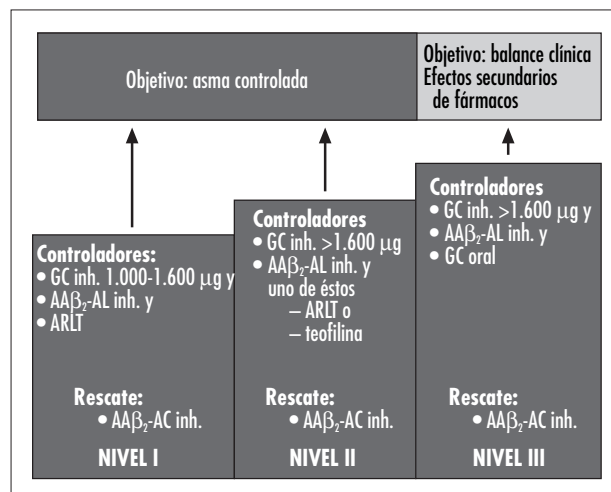 Objetivo: asma controlada
Objetivo: balance clínica
Efectos secundarios
de fármacos
Controladores:
• GC inh. 1.000-1.600 µg y
• AAβ2-AL inh. y
• ARLT
Rescate:
• AAβ2-AC inh.
NIVEL I
Controladores
• GC inh. >1.600 µg
• AAβ2-AL inh. y
uno de éstos
– ARLT o
– teofilina
Rescate:
• AAβ2-AC inh.
NIVEL II
Controladores
• GC inh. >1.600 µg y
• AAβ2-AL inh. y
• GC oral
Rescate:
• AAβ2-AC inh.
NIVEL III